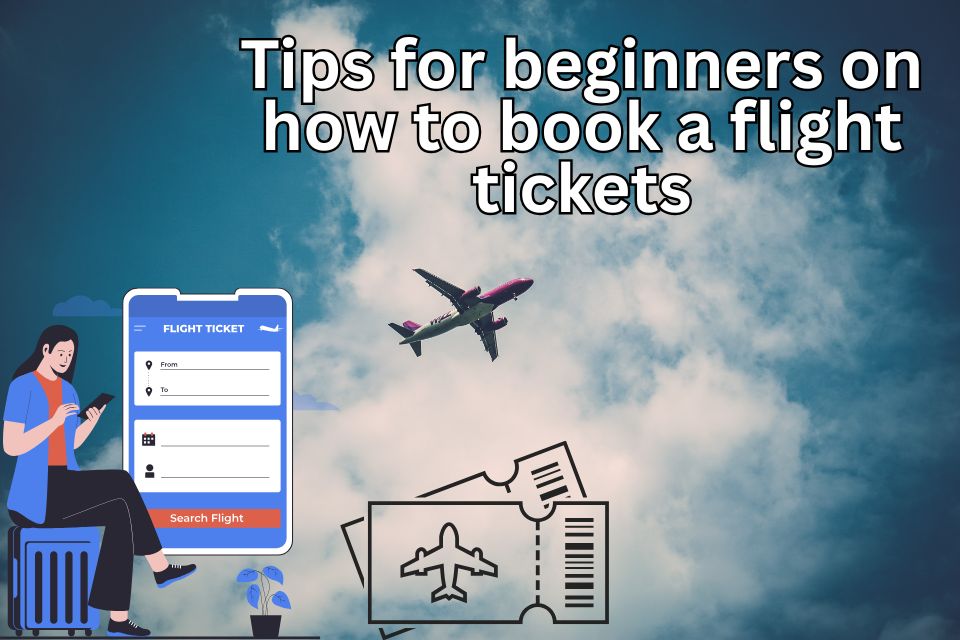 Tips for beginners on
how to book a flight
tickets
FLIGHT TICKET
From
To
Search Flight